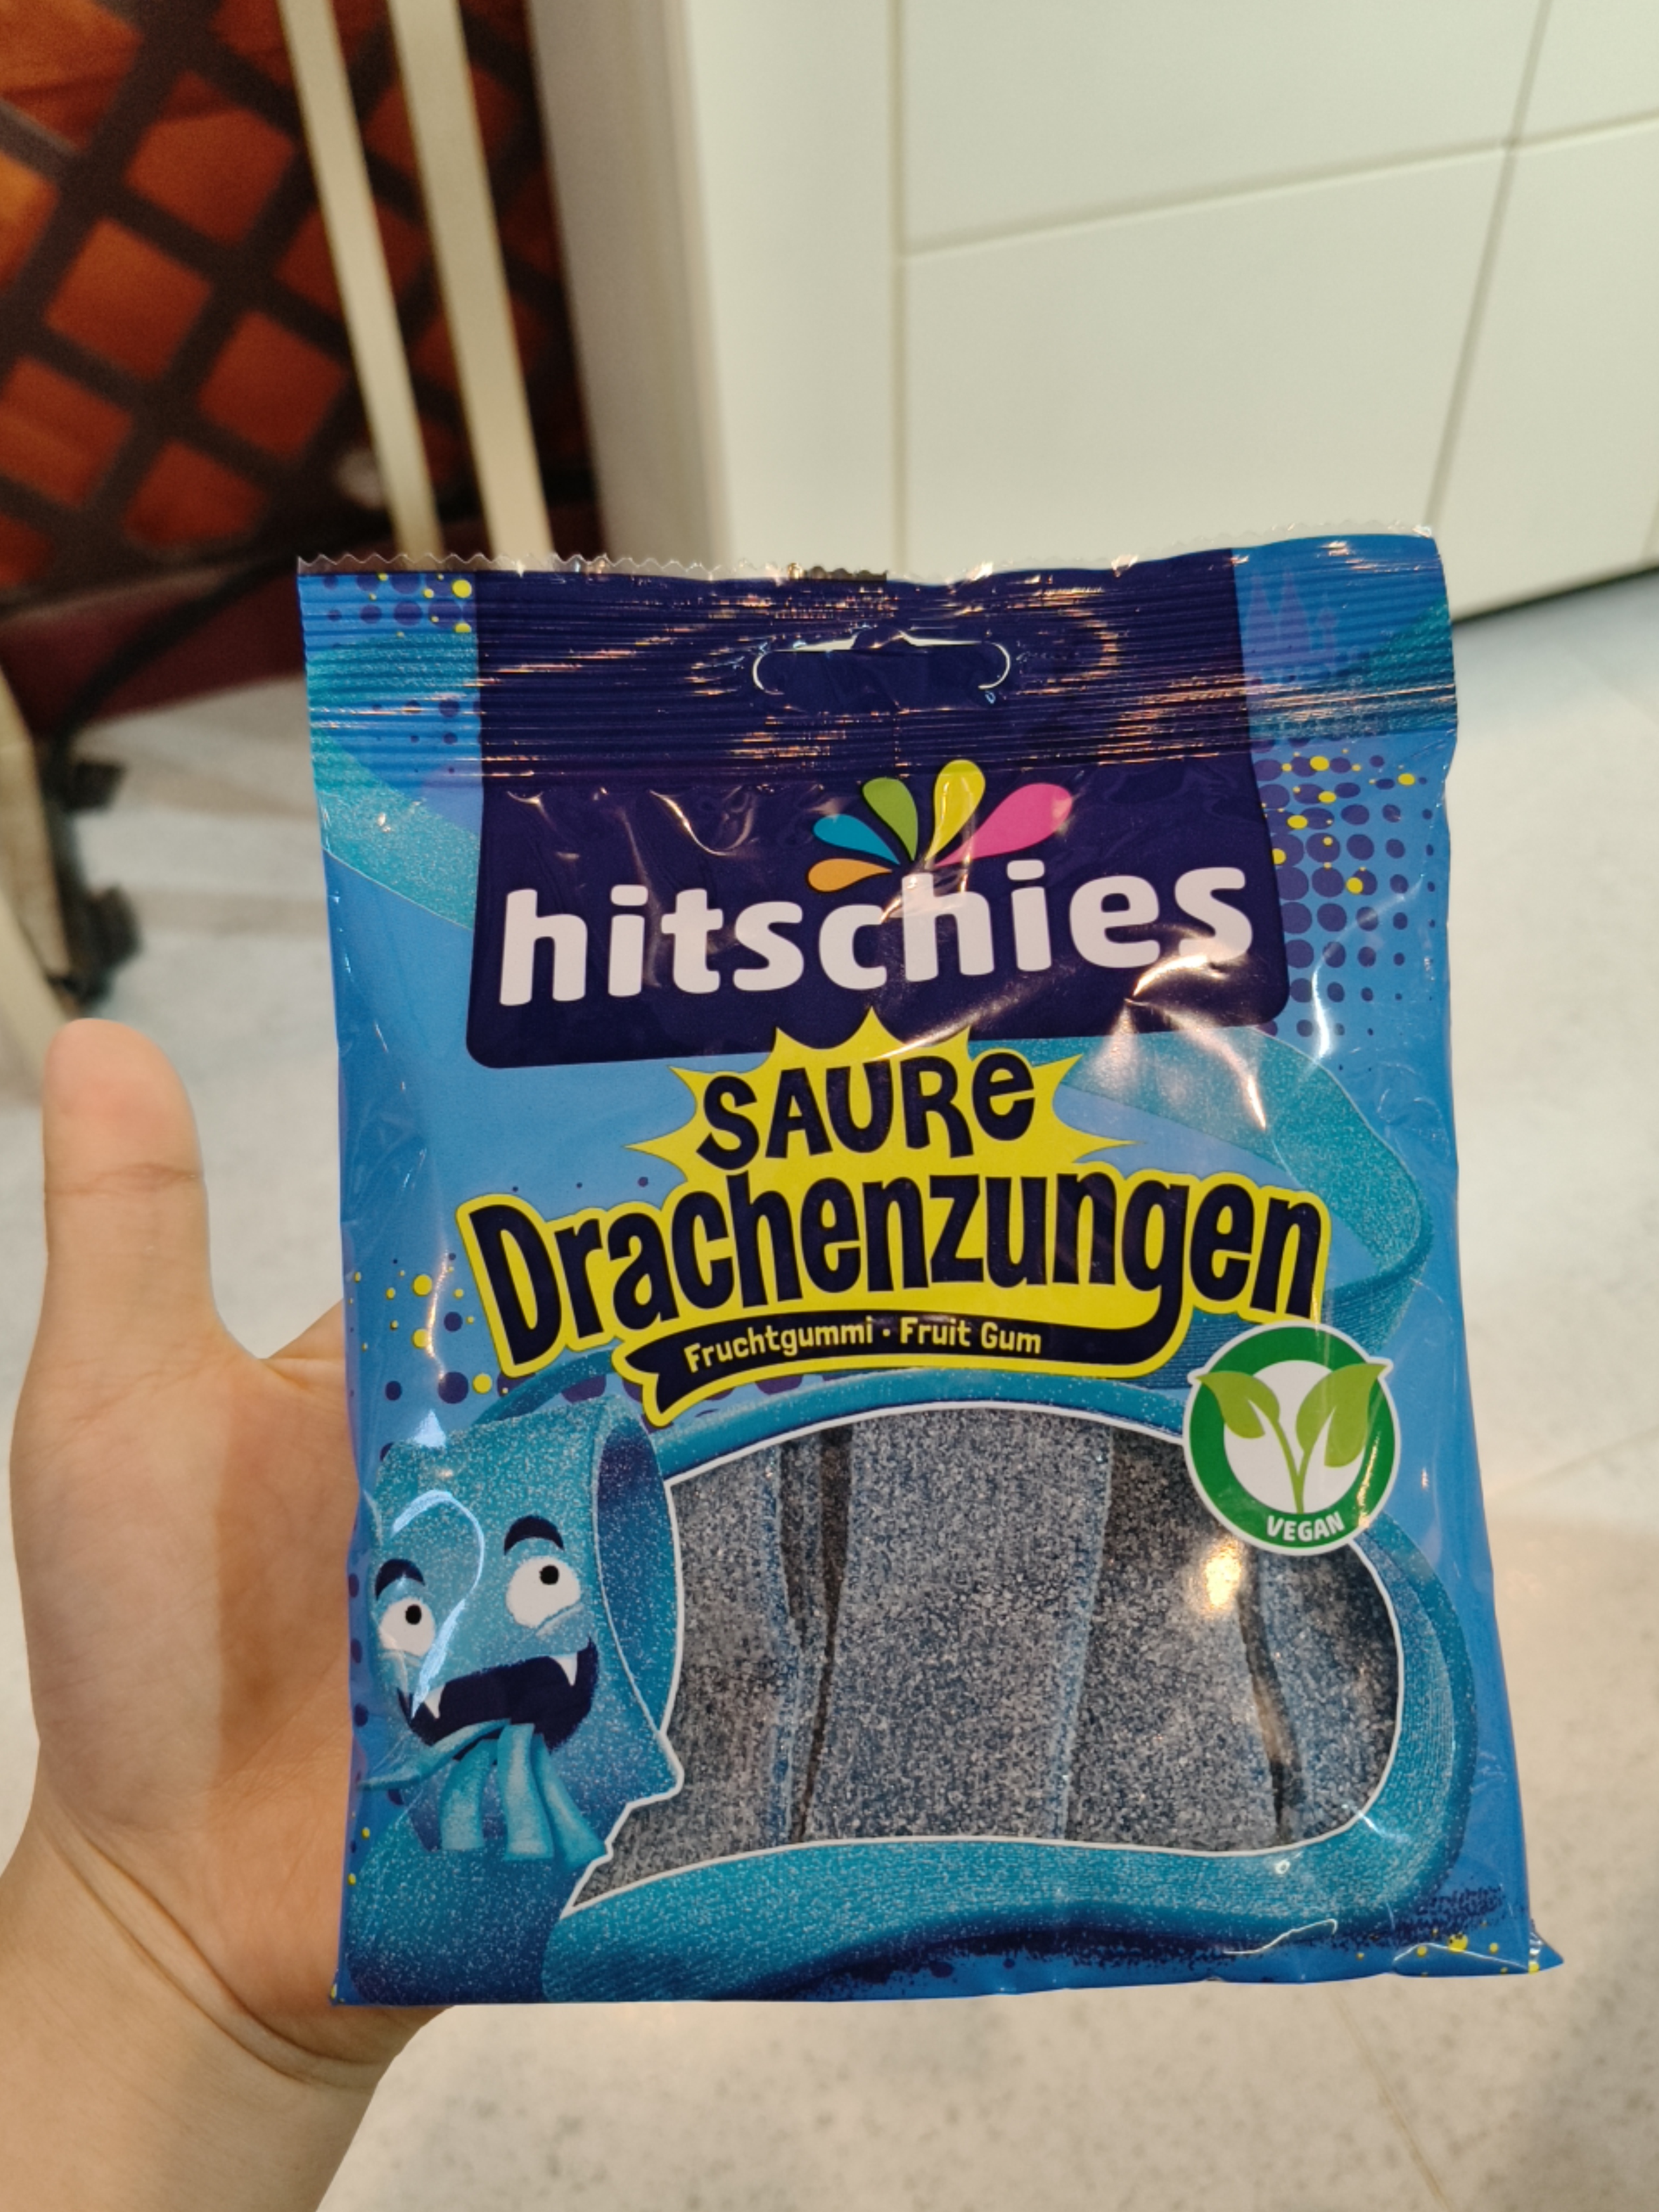 hitschies
SAURe
Drachenzungen
Fruchtgummi · Fruit Gum
VEGAN